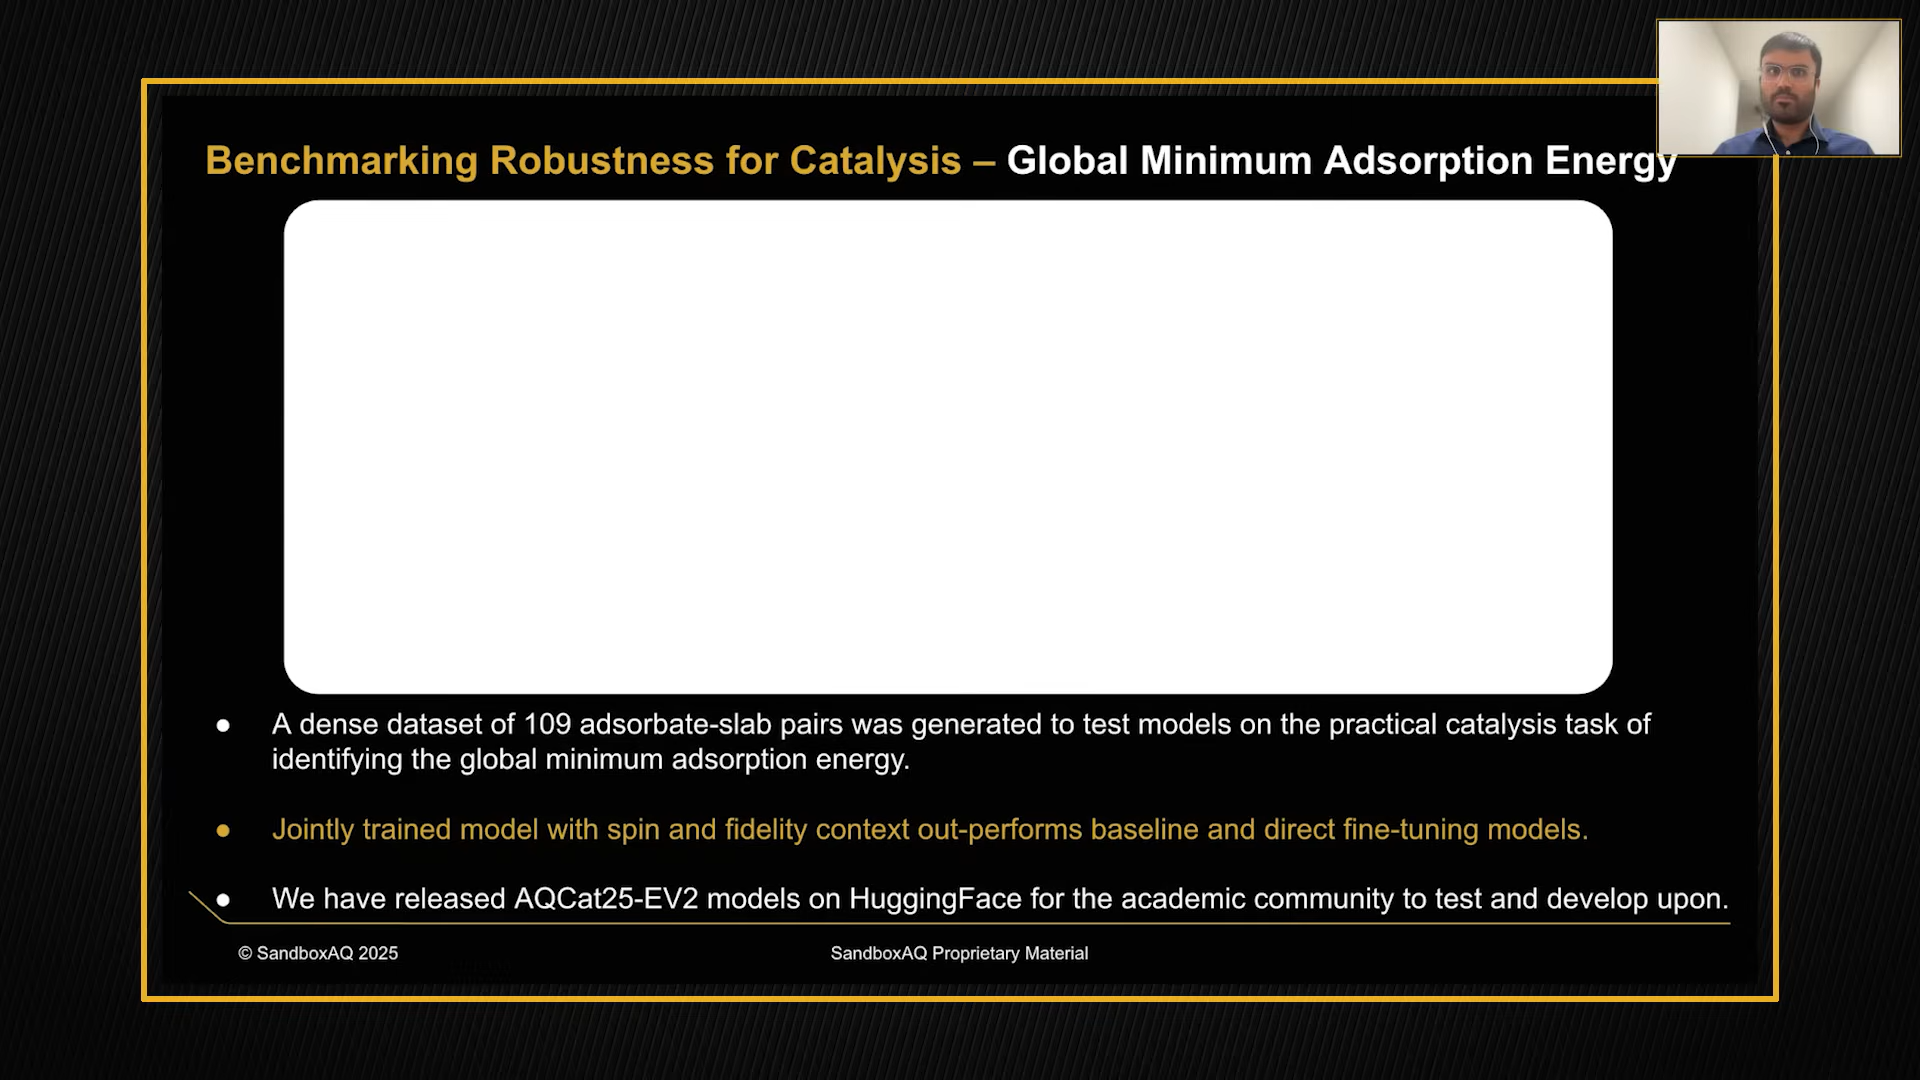 Benchmarking Robustness for Catalysis – Global Minimum Adsorption Energy
● A dense dataset of 109 adsorbate-slab pairs was generated to test models on the practical catalysis task of
identifying the global minimum adsorption energy.
● Jointly trained model with spin and fidelity context out-performs baseline and direct fine-tuning models.
● We have released AQCat25-EV2 models on HuggingFace for the academic community to test and develop upon.
© SandboxAQ 2025
SandboxAQ Proprietary Material